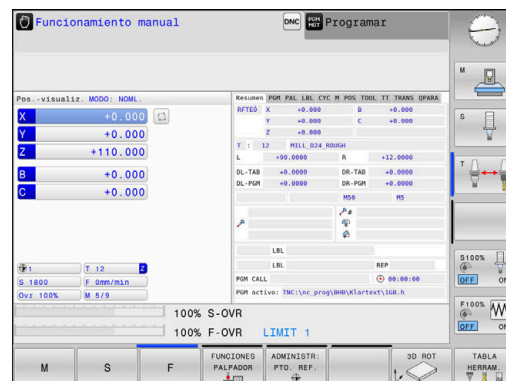 Funcionamiento manual
DNC
PGM MGT
Programar
Pos.-visualiz. MODO: NOML.
X +0.000
Y +0.000
Z +110.000
B +0.000
C +0.000
1
T 12 Z
S 1800 F 0mm/min
Ovr 100% M 5/9
Resumen PGM PAL LBL CYC M POS TOOL TT TRANS QPARA
RFTEÓ X +0.000 B +0.000
Y +0.000 C +0.000
Z +0.000
T : 12 MILL_D24_ROUGH
L +90.0000 R +12.0000
DL-TAB +0.0000 DR-TAB +0.0000
DL-PGM +0.0000 DR-PGM +0.0000
M50 M5
P #
LBL
LBL REP
PGM CALL 00:00:00
PGM activo: TNC:\nc_prog\BHB\Klartext\1GB.h
100% S-OVR
100% F-OVR LIMIT 1
M
S
T
S100%
OFF ON
F100%
OFF ON
M
S
F
FUNCIONES PALPADOR
ADMINISTR: PTO. REF.
3D ROT
TABLA HERRAM.